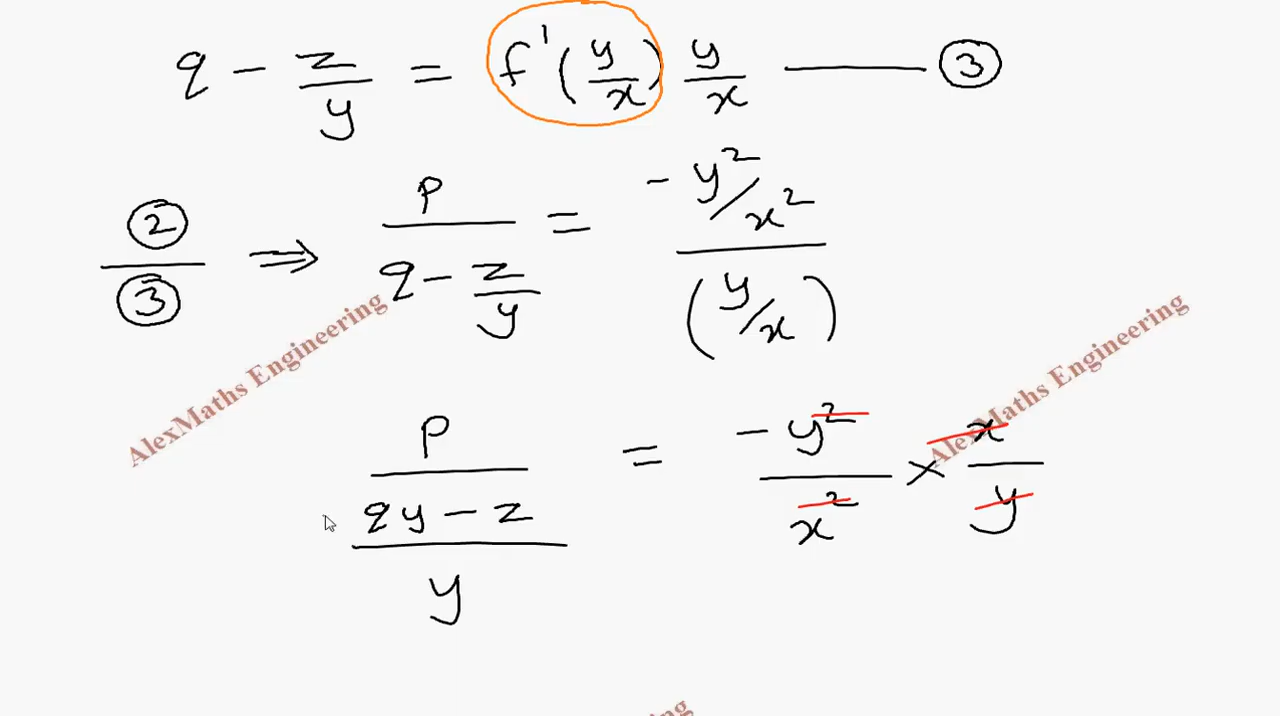 q - z/y = f'(y/x) y/x —— ③
②/③ ⇒ p/(q - z/y) = (-y²/x²)/(y/x)
p/((qy - z)/y) = -y²/x² × x/y
AlexMaths Engineering
AlexMaths Engineering